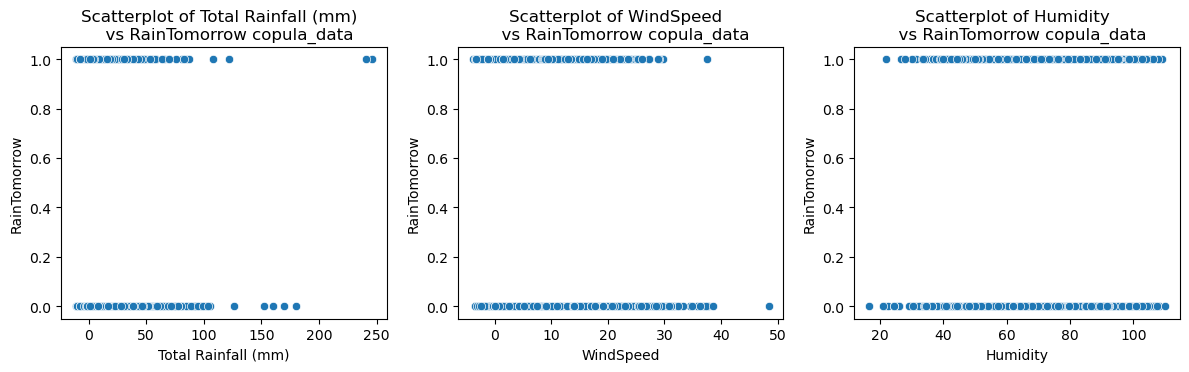 Scatterplot of Total Rainfall (mm)
vs RainTomorrow copula_data
RainTomorrow
1.0
0.8
0.6
0.4
0.2
0.0
0
50
100
150
200
250
Total Rainfall (mm)
Scatterplot of WindSpeed
vs RainTomorrow copula_data
RainTomorrow
1.0
0.8
0.6
0.4
0.2
0.0
0
10
20
30
40
50
WindSpeed
Scatterplot of Humidity
vs RainTomorrow copula_data
RainTomorrow
1.0
0.8
0.6
0.4
0.2
0.0
20
40
60
80
100
Humidity